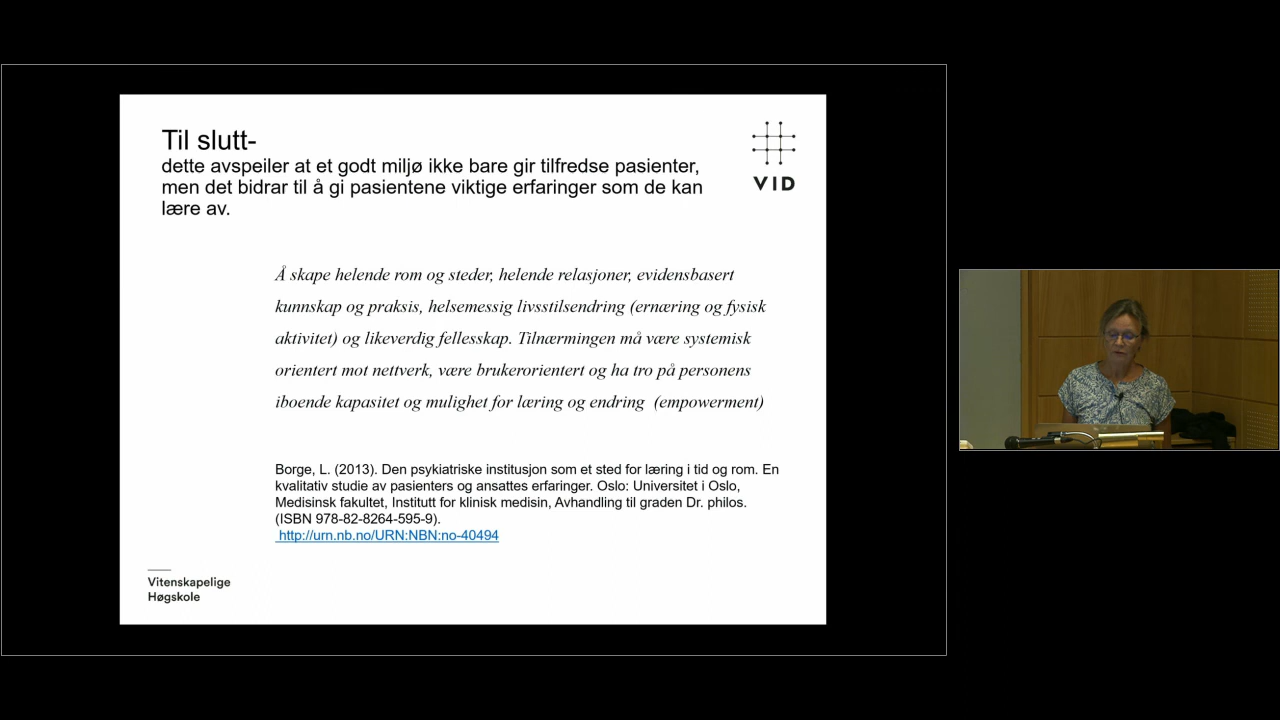 Til slutt-
dette avspeiler at et godt miljø ikke bare gir tilfredse pasienter,
men det bidrar til å gi pasientene viktige erfaringer som de kan
lære av.
VID
Å skape helende rom og steder, helende relasjoner, evidensbasert
kunnskap og praksis, helsemessig livsstilsendring (ernæring og fysisk
aktivitet) og likeverdig fellesskap. Tilnærmingen må være systemisk
orientert mot nettverk, være brukerorientert og ha tro på personens
iboende kapasitet og mulighet for læring og endring (empowerment)
Borge, L. (2013). Den psykiatriske institusjon som et sted for læring i tid og rom. En
kvalitativ studie av pasienters og ansattes erfaringer. Oslo: Universitet i Oslo,
Medisinsk fakultet, Institutt for klinisk medisin, Avhandling til graden Dr. philos.
(ISBN 978-82-8264-595-9).
http://urn.nb.no/URN:NBN:no-40494
Vitenskapelige
Høgskole